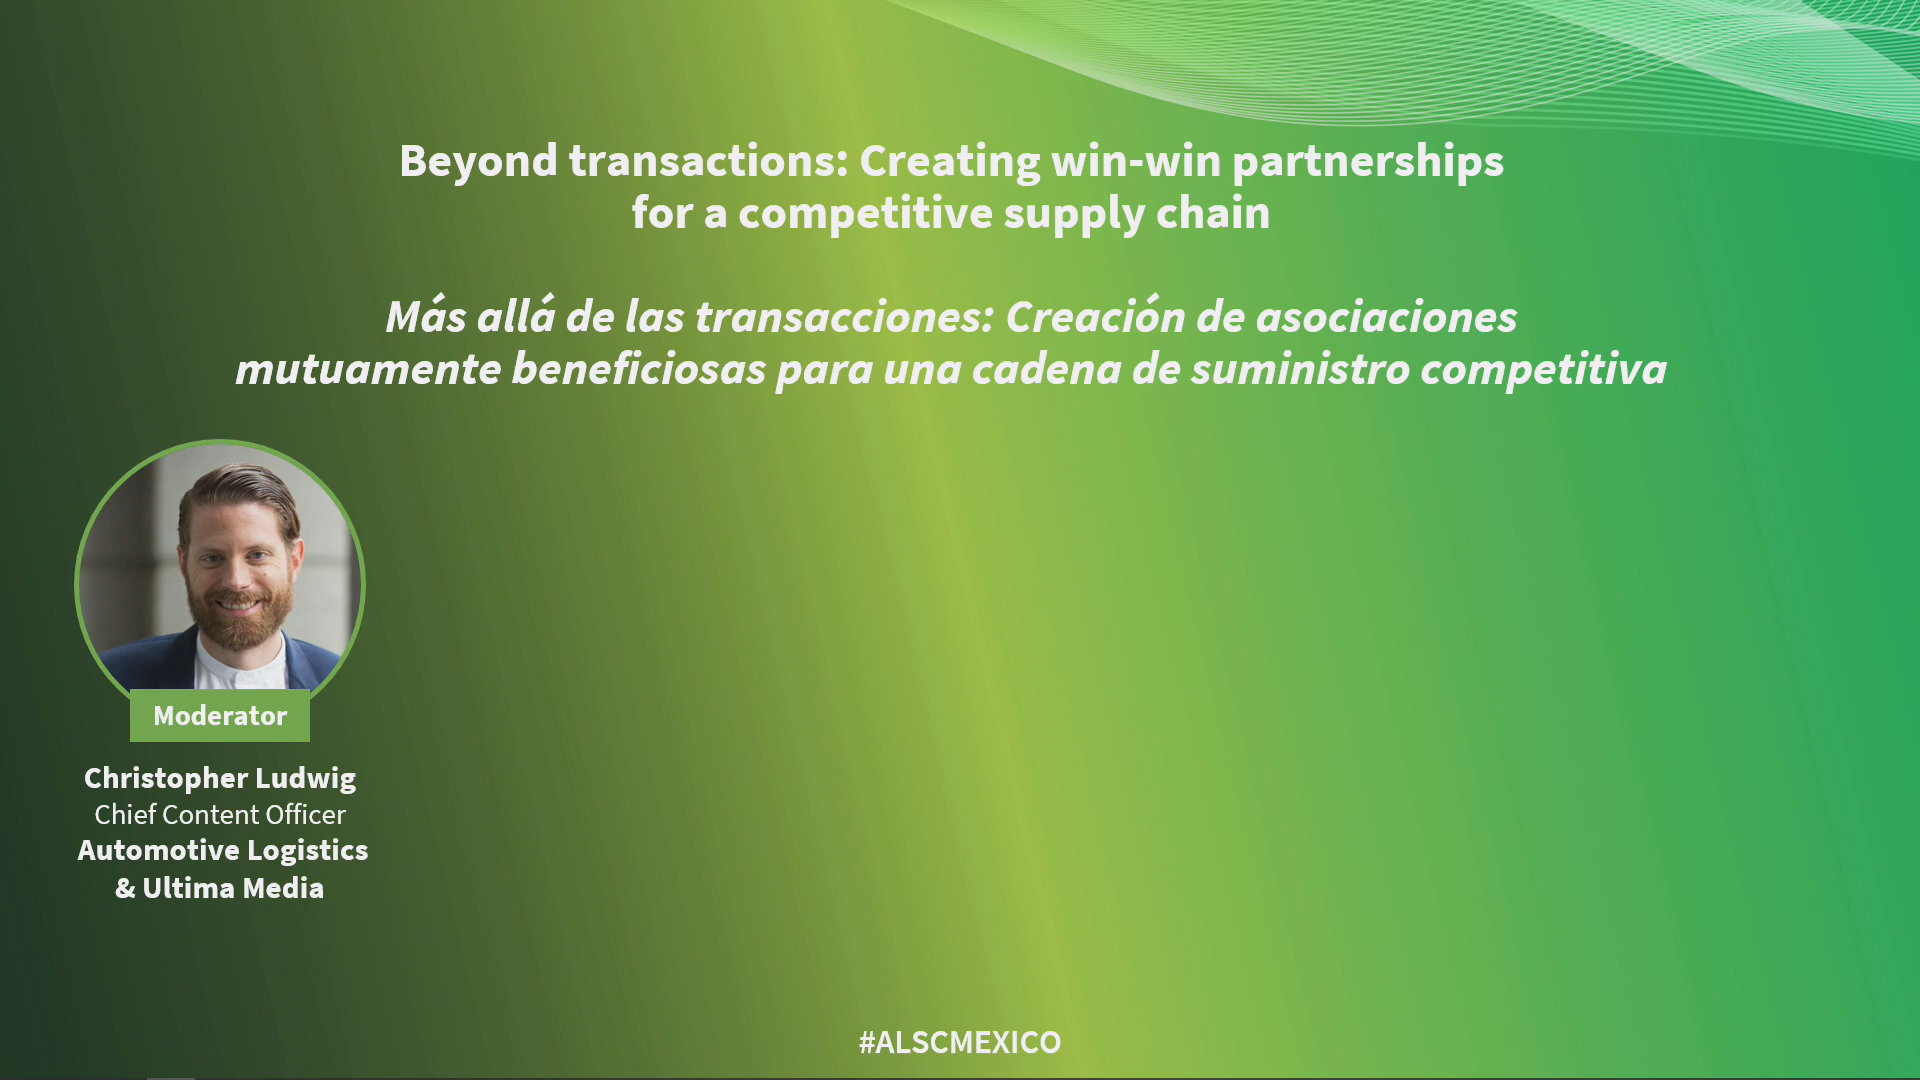 Beyond transactions: Creating win-win partnerships
for a competitive supply chain
Más allá de las transacciones: Creación de asociaciones
mutuamente beneficiosas para una cadena de suministro competitiva
Moderator
Christopher Ludwig
Chief Content Officer
Automotive Logistics
& Ultima Media
#ALSCMEXICO